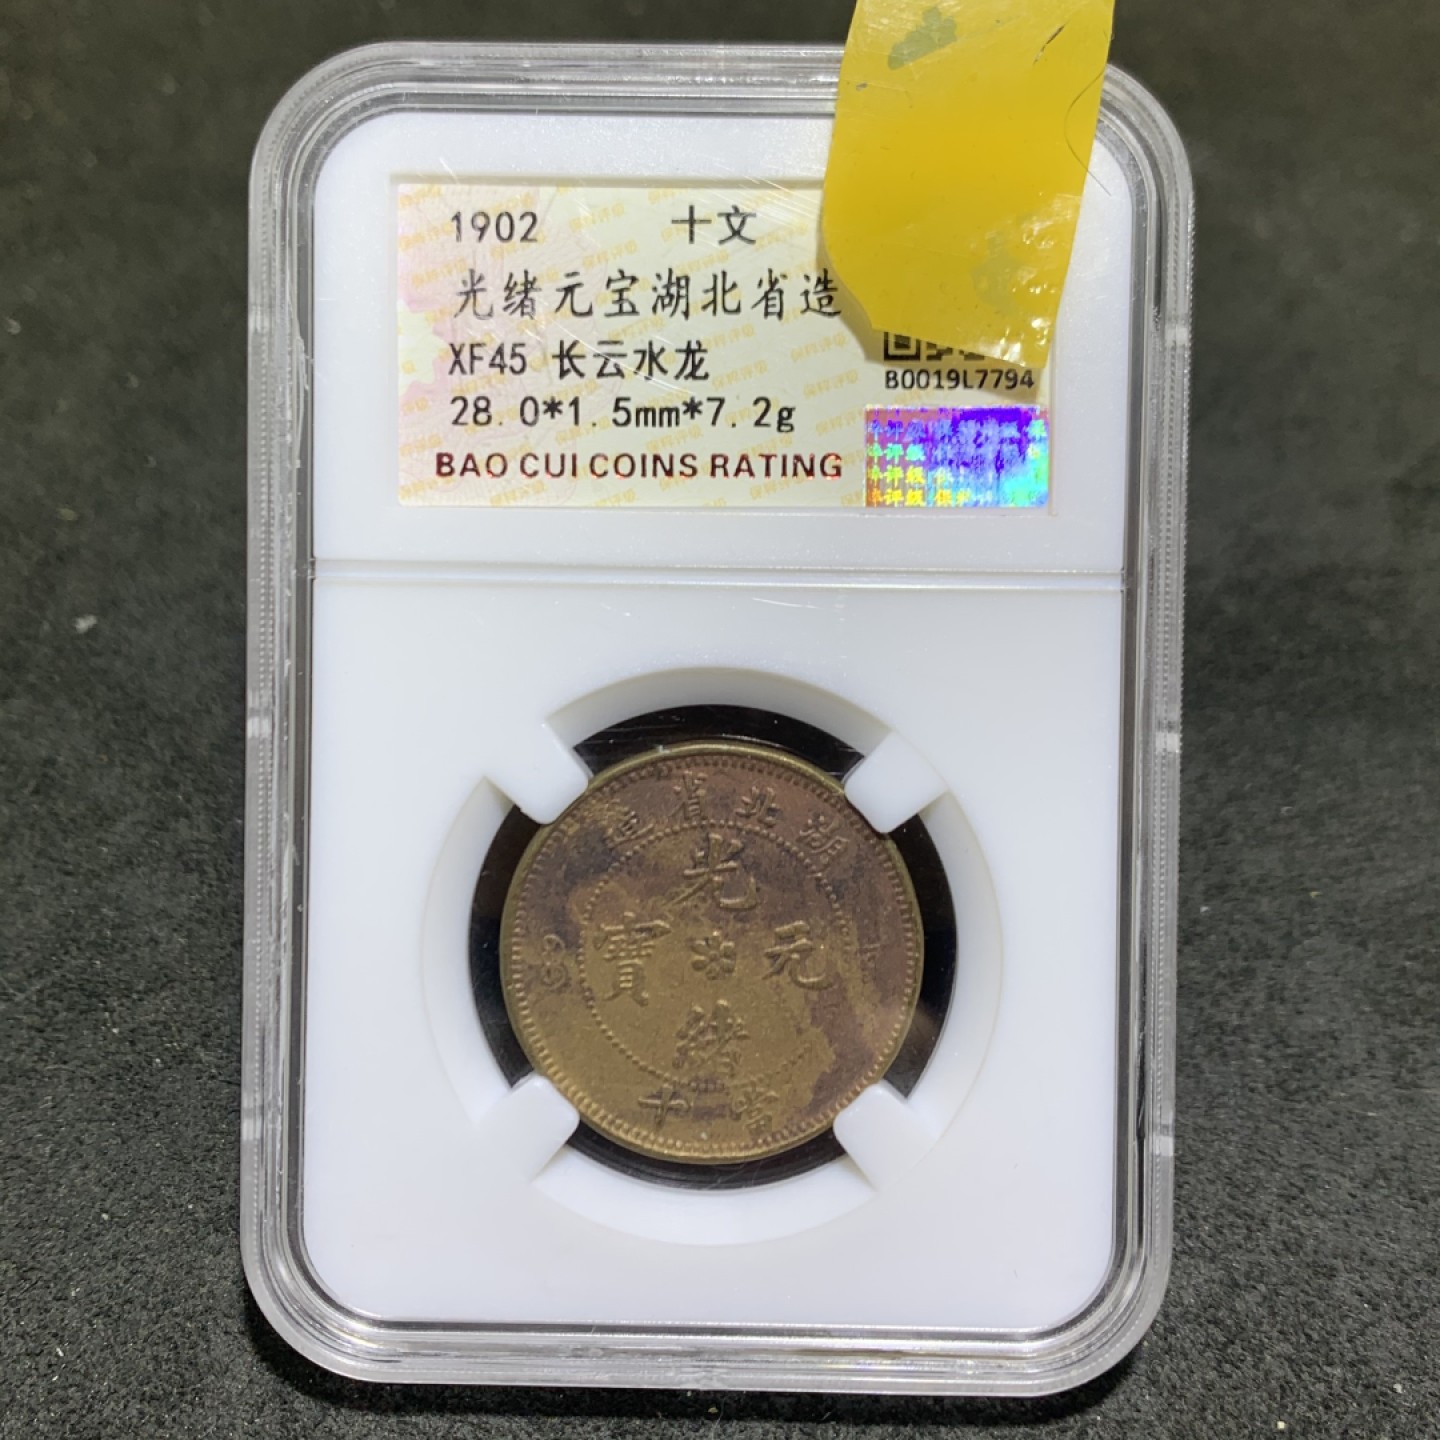 1902 十文
光绪元宝湖北省造
XF45 长云水龙
28.0*1.5mm*7.2g
BAO CUI COINS RATING
B0019L7794
湖北省造
光
寶 元
緒
當十